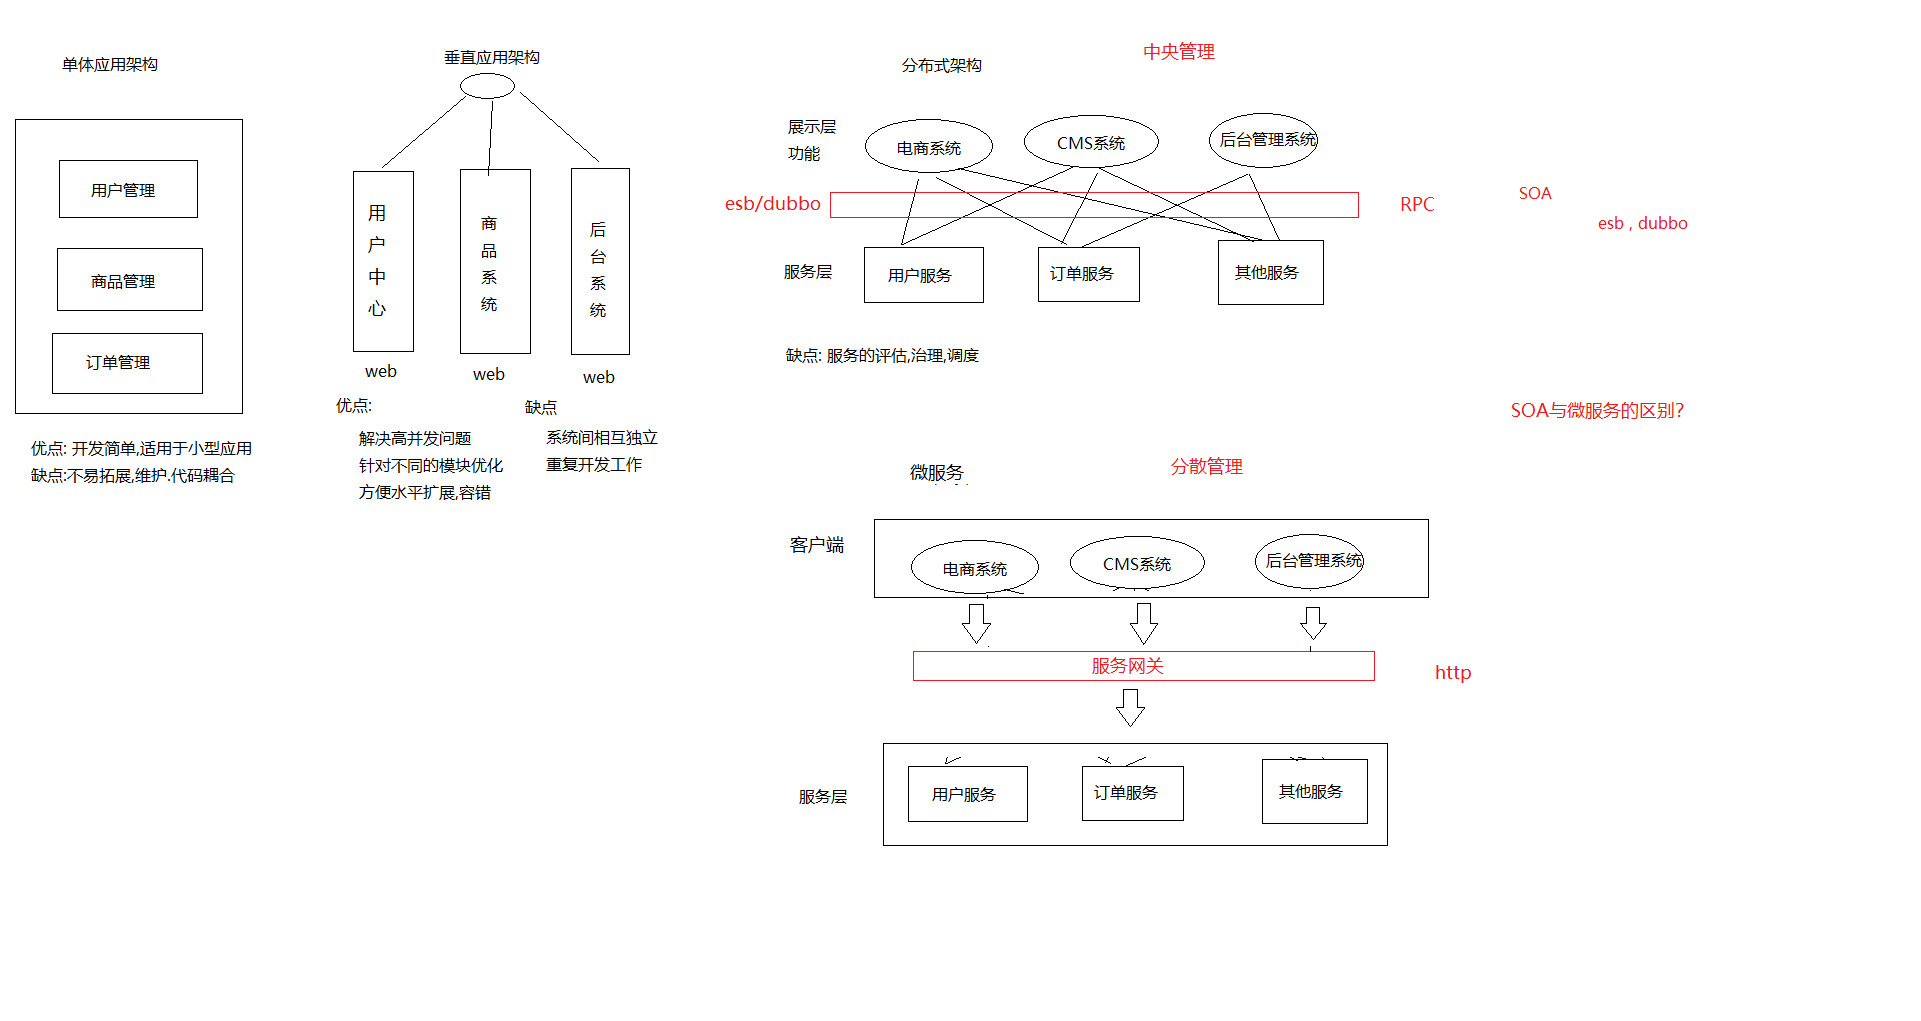 单体应用架构
用户管理
商品管理
订单管理
优点: 开发简单,适用于小型应用
缺点:不易拓展,维护.代码耦合
垂直应用架构
用户中心
商品系统
后台系统
web
web
web
优点:
解决高并发问题
针对不同的模块优化
方便水平扩展,容错
缺点
系统间相互独立
重复开发工作
分布式架构
中央管理
展示层
功能
电商系统
CMS系统
后台管理系统
esb/dubbo
RPC
SOA
esb , dubbo
服务层
用户服务
订单服务
其他服务
缺点: 服务的评估,治理,调度
SOA与微服务的区别?
微服务
分散管理
客户端
电商系统
CMS系统
后台管理系统
服务网关
http
服务层
用户服务
订单服务
其他服务